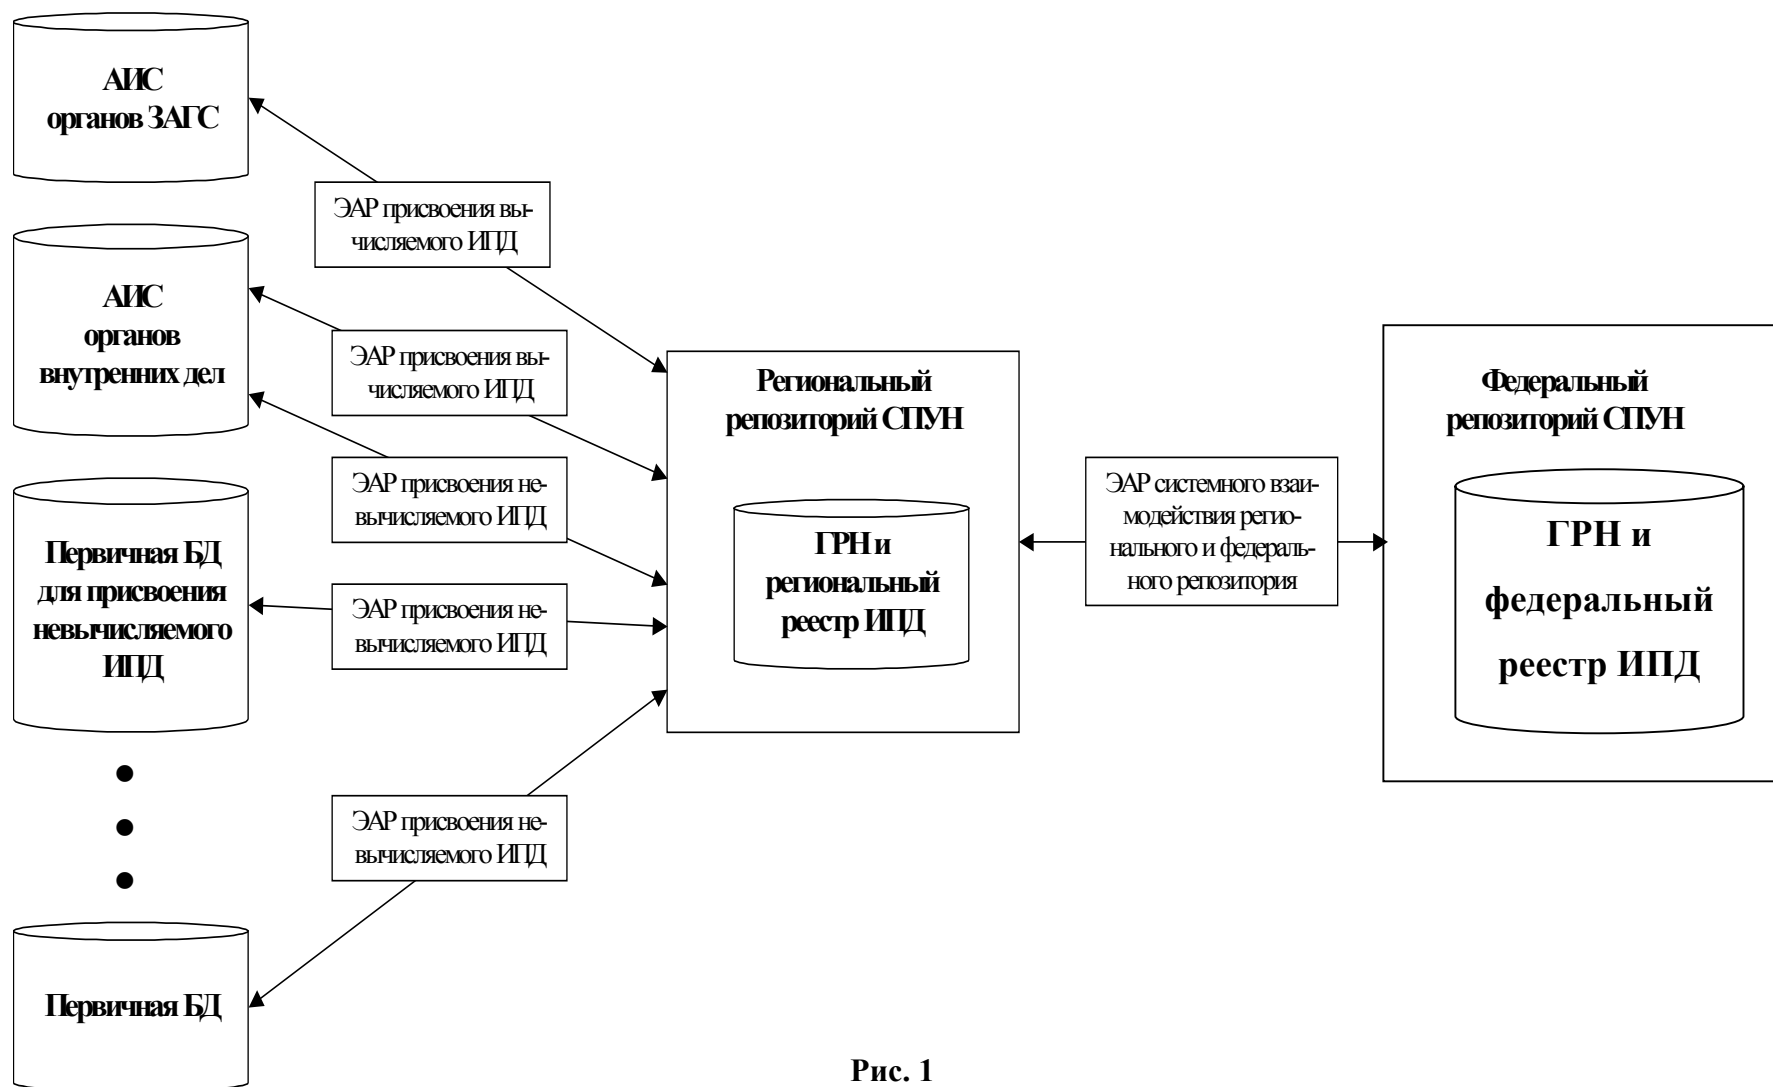 АИС
органов ЗАГС
ЭАР присвоения вы-
числяемого ИПД
АИС
органов
внутренних дел
ЭАР присвоения вы-
числяемого ИПД
ЭАР присвоения не-
вычисляемого ИПД
Первичная БД
для присвоения
невычисляемого
ИПД
ЭАР присвоения не-
вычисляемого ИПД
ЭАР присвоения не-
вычисляемого ИПД
Первичная БД
Региональный
репозиторий СПУН
ГРН и
региональный
реестр ИПД
ЭАР системного взаи-
модействия регио-
нального и федераль-
ного репозитория
Федеральный
репозиторий СПУН
ГРН и
федеральный
реестр ИПД
Рис. 1